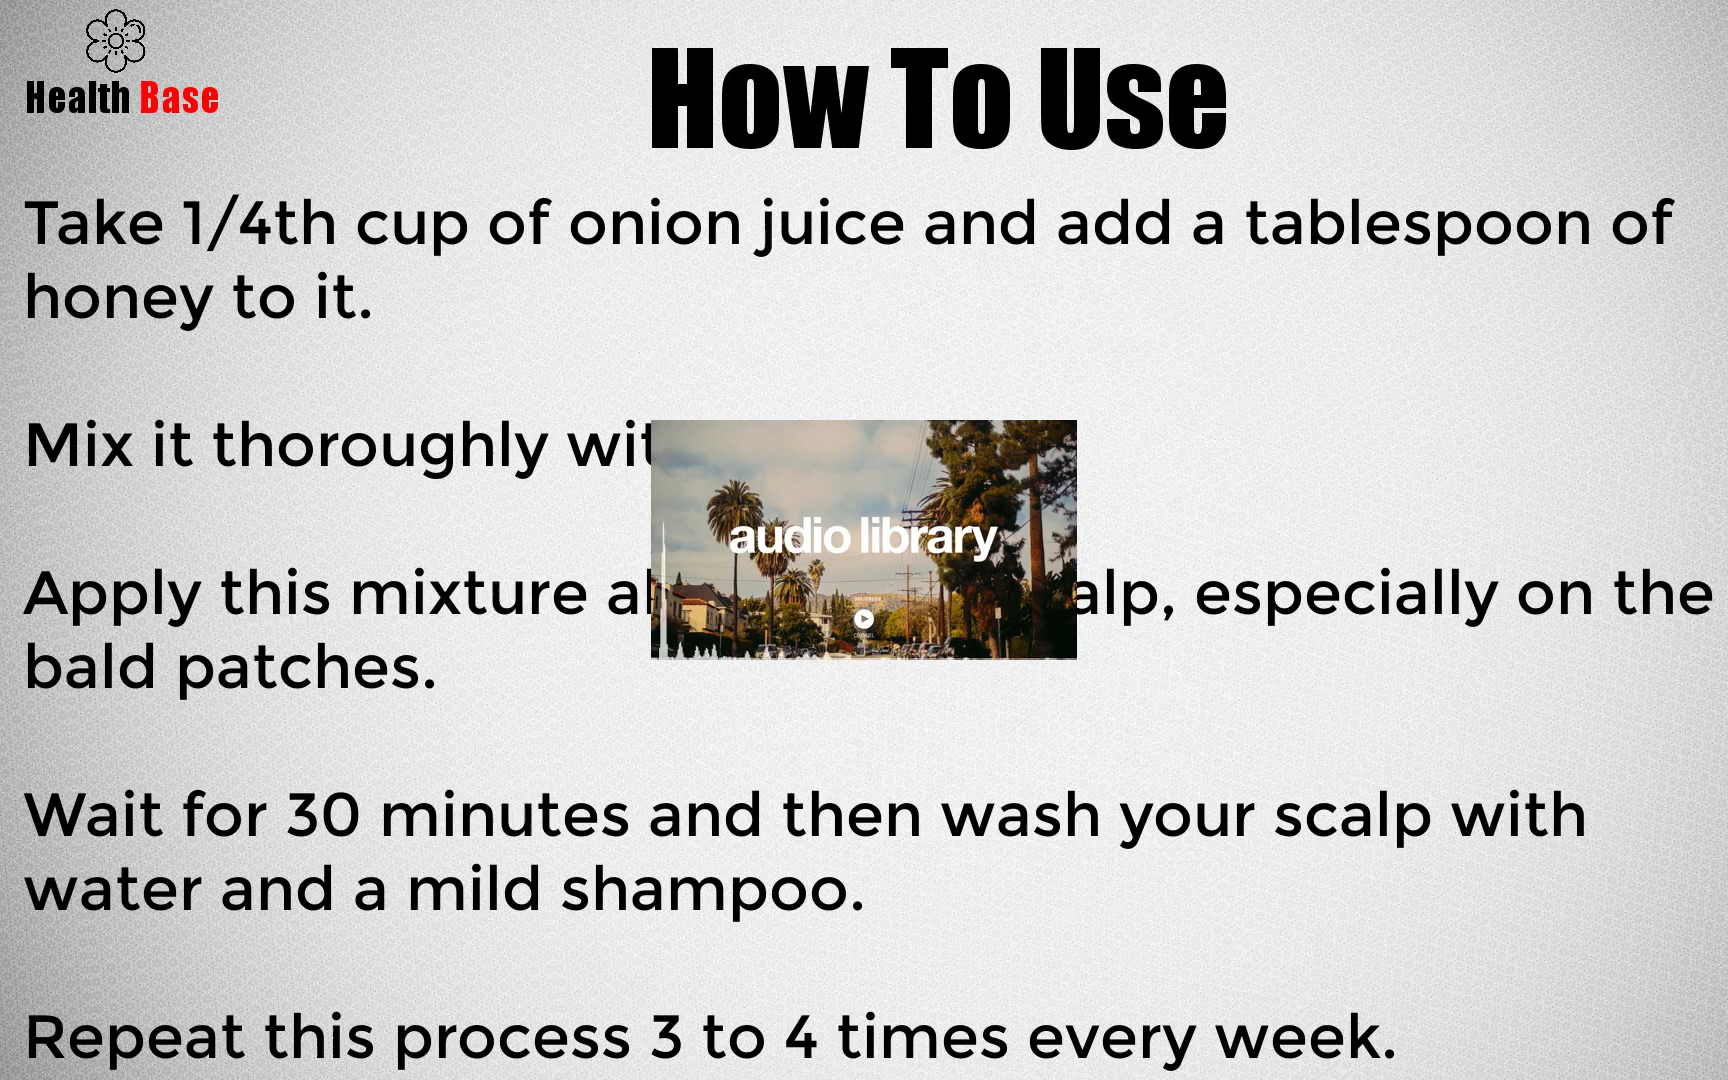 Health Base
How To Use
Take 1/4th cup of onion juice and add a tablespoon of
honey to it.
Mix it thoroughly
audio library
Apply this mixture alp, especially on the
bald patches.
Wait for 30 minutes and then wash your scalp with
water and a mild shampoo.
Repeat this process 3 to 4 times every week.